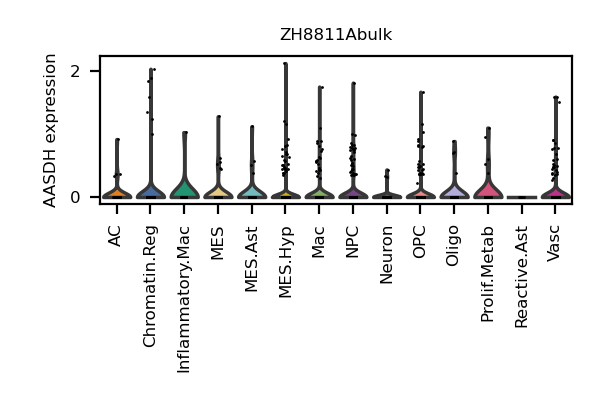 ZH8811Abulk
AASDH expression
2
0
AC
Chromatin.Reg
Inflammatory.Mac
MES
MES.Ast
MES.Hyp
Mac
NPC
Neuron
OPC
Oligo
Prolif.Metab
Reactive.Ast
Vasc